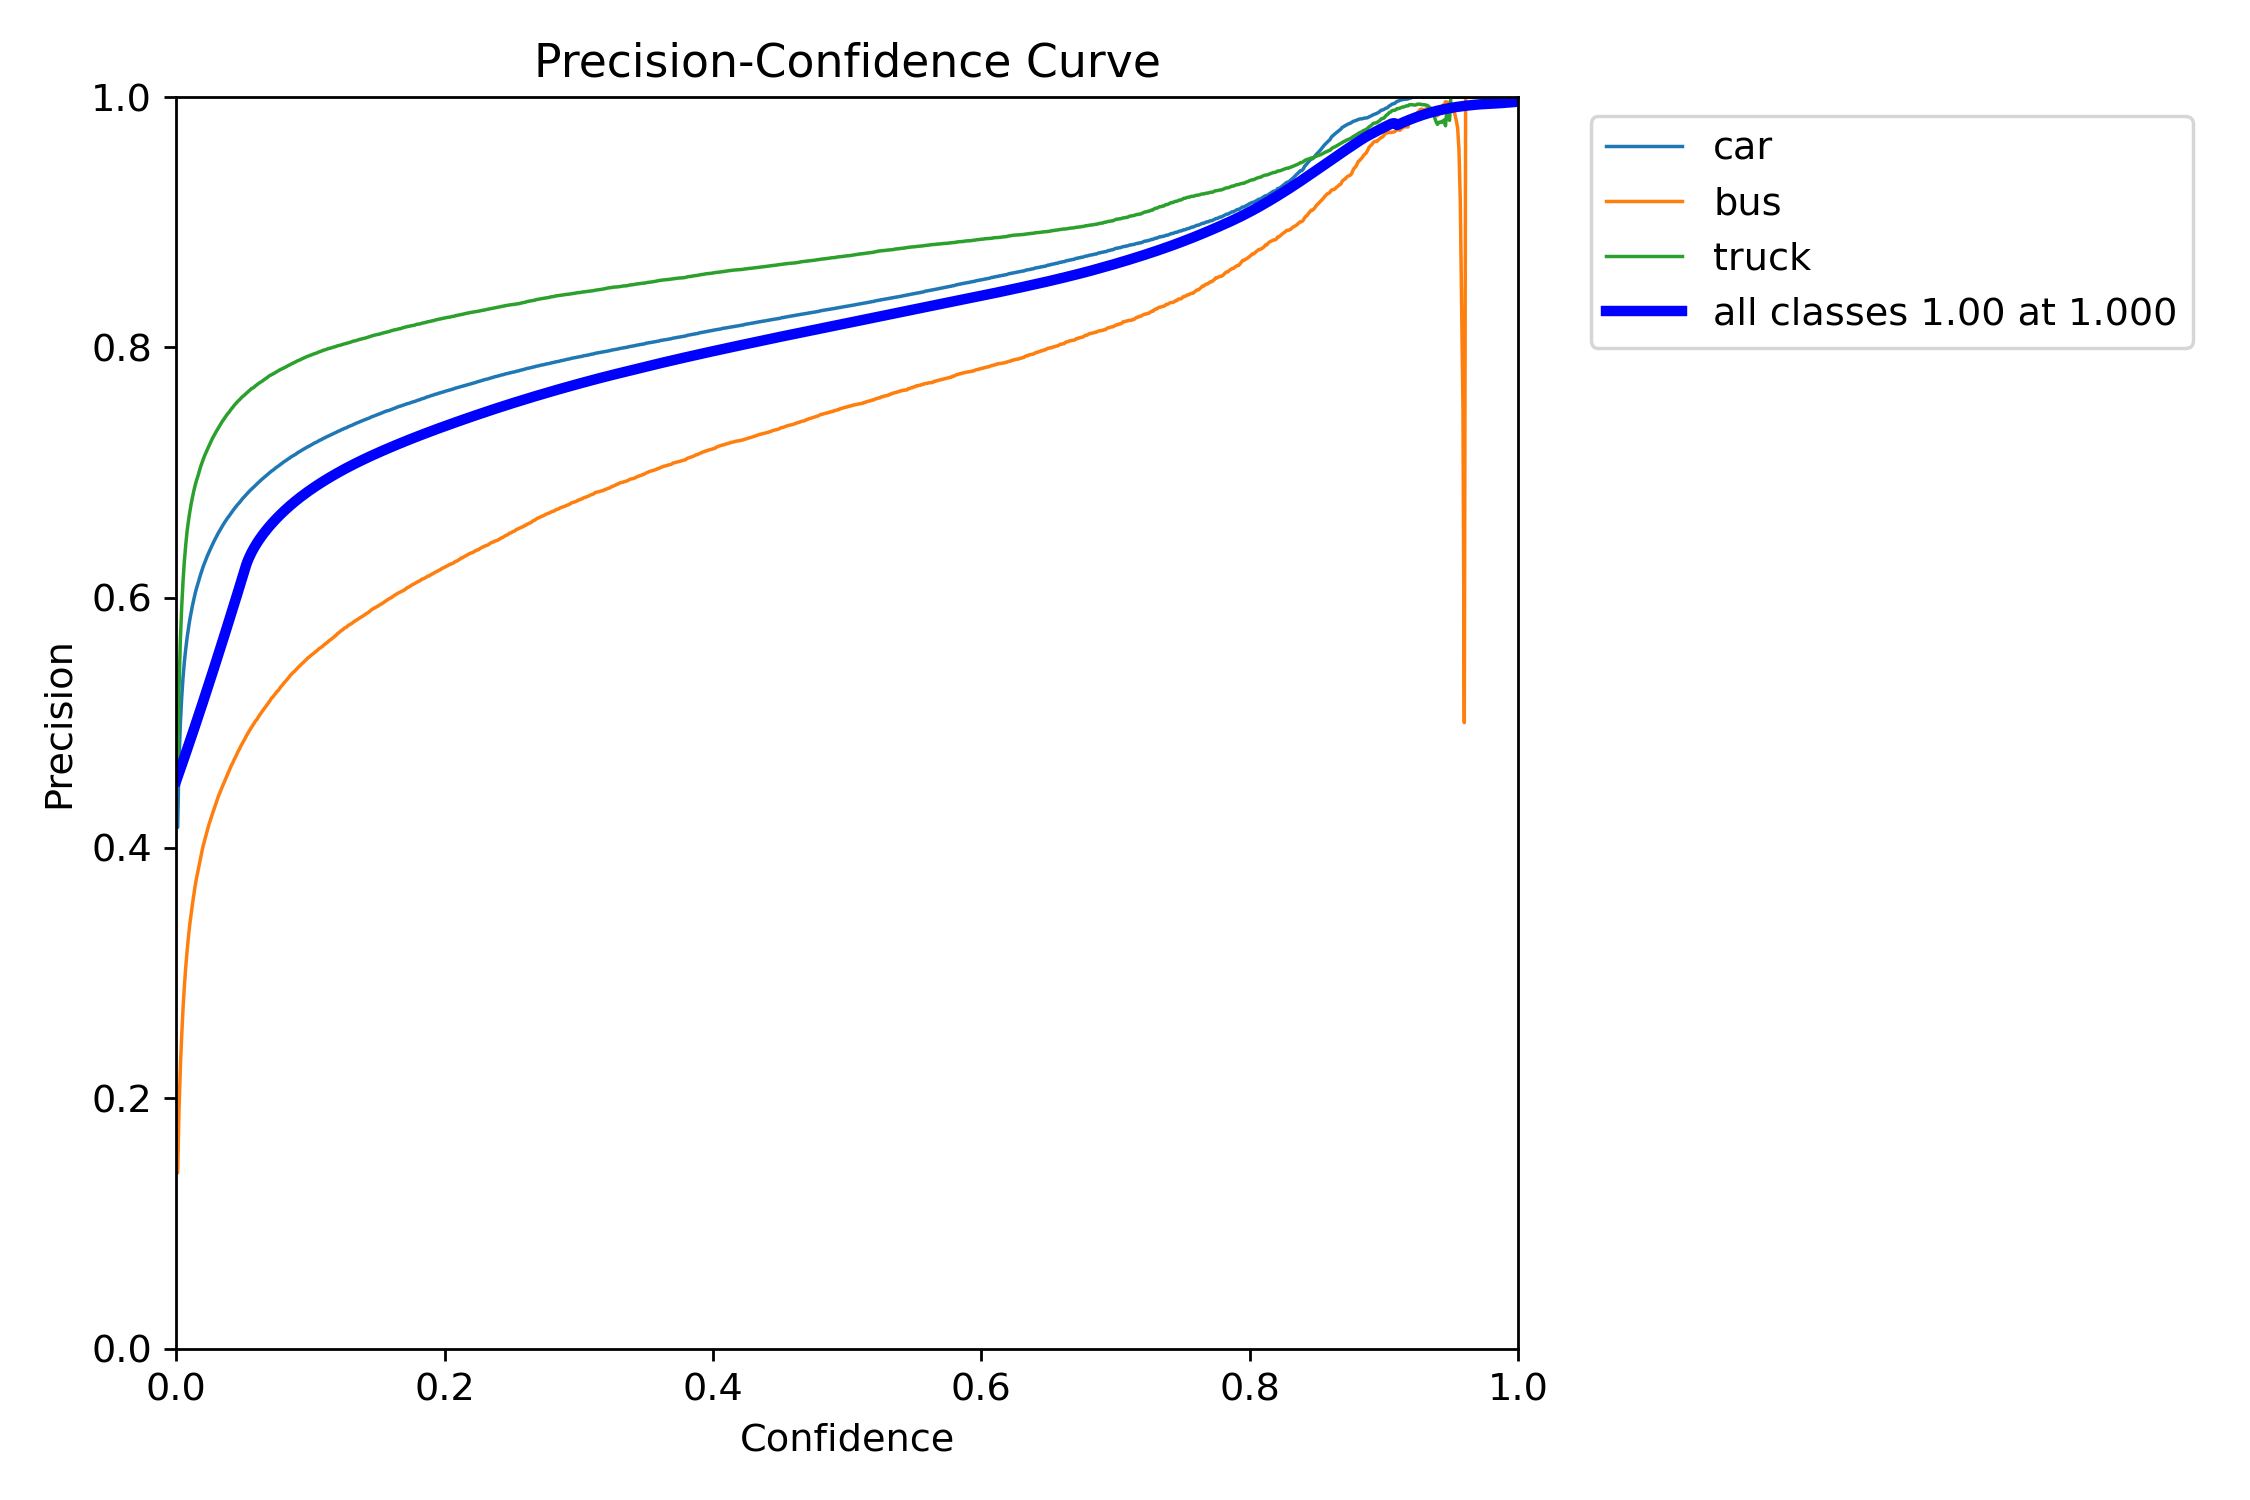 Precision-Confidence Curve
1.0
0.8
0.6
0.4
0.2
0.0
Precision
0.0 0.2 0.4 0.6 0.8 1.0
Confidence
car
bus
truck
all classes 1.00 at 1.000